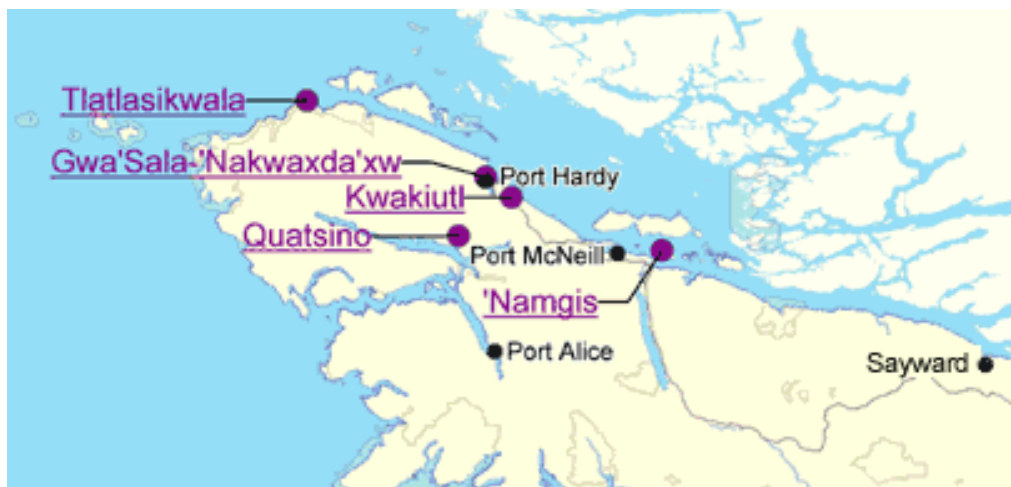 Tlatlasikwala
Gwa'Sala-'Nakwaxda'xw
Port Hardy
Kwakiutl
Quatsino
Port McNeill
'Namgis
Port Alice
Sayward